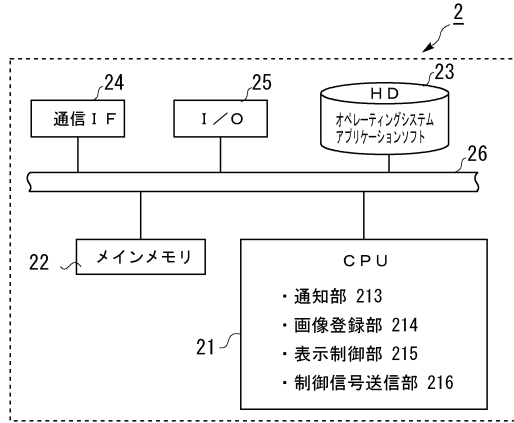 2
24
25
23
通信IF
I/O
HD
オペレーティングシステム
アプリケーションソフト
26
22
メインメモリ
21
CPU
・通知部 213
・画像登録部 214
・表示制御部 215
・制御信号送信部 216